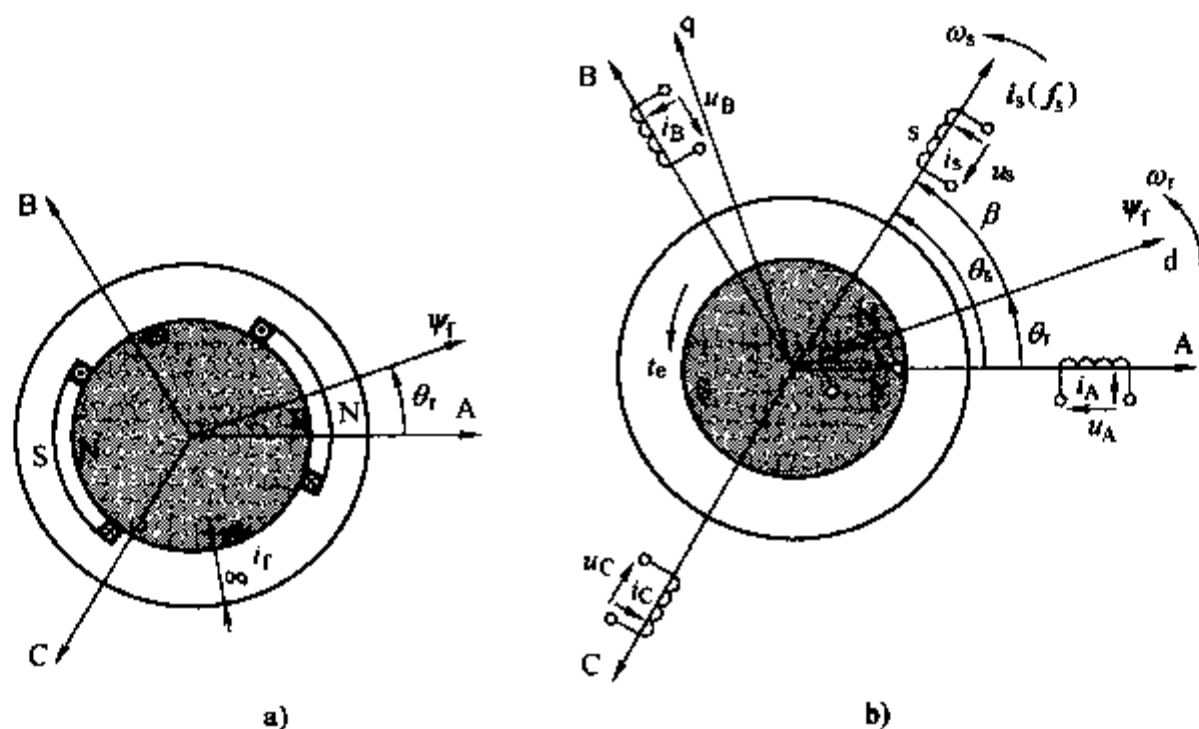 B
ψf
θr
A
S
N
if
g
C
a)
q
B
ωs
uB
iB
is(fs)
s
is
us
ωr
β
ψf
d
θs
θr
te
A
iA
uA
uC
iC
C
b)